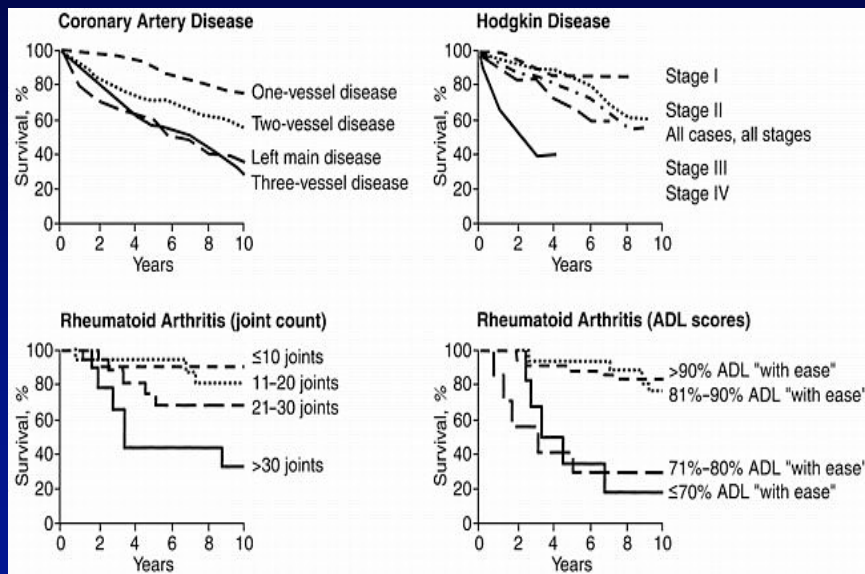 Coronary Artery Disease
Survival, %
100
80
60
40
80
0
One-vessel disease
Two-vessel disease
Left main disease
Three-vessel disease
0 2 4 6 8 10
Years
Hodgkin Disease
Survival, %
100
80
60
40
80
0
Stage I
Stage II
All cases, all stages
Stage III
Stage IV
0 2 4 6 8 10
Years
Rheumatoid Arthritis (joint count)
Survival, %
100
80
60
40
20
0
≤10 joints
11–20 joints
21–30 joints
>30 joints
0 2 4 6 8 10
Years
Rheumatoid Arthritis (ADL scores)
Survival, %
100
80
60
40
20
0
>90% ADL "with ease"
81%–90% ADL "with ease"
71%–80% ADL "with ease"
≤70% ADL "with ease"
0 2 4 6 8 10
Years